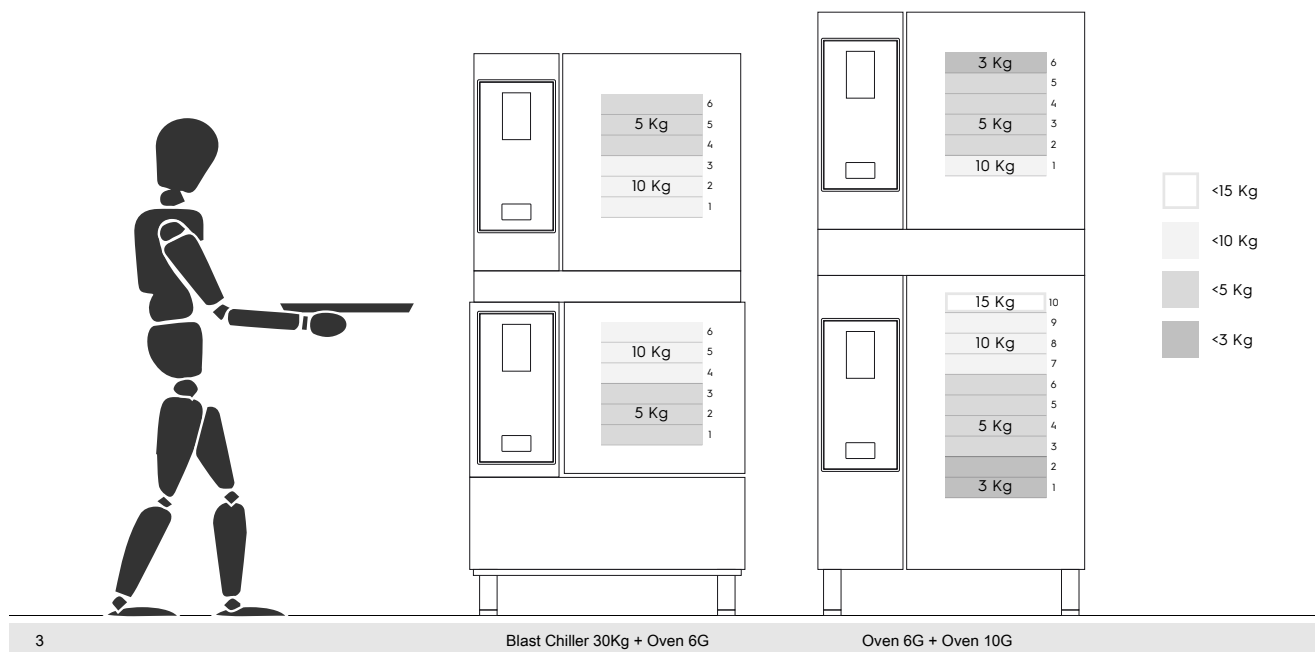 6
5 Kg 5
4
3
10 Kg 2
1
6
10 Kg 5
4
3
5 Kg 2
1
3 Kg 6
5
4
5 Kg 3
2
10 Kg 1
15 Kg 10
9
10 Kg 8
7
6
5
5 Kg 4
3
2
3 Kg 1
<15 Kg
<10 Kg
<5 Kg
<3 Kg
3 Blast Chiller 30Kg + Oven 6G Oven 6G + Oven 10G